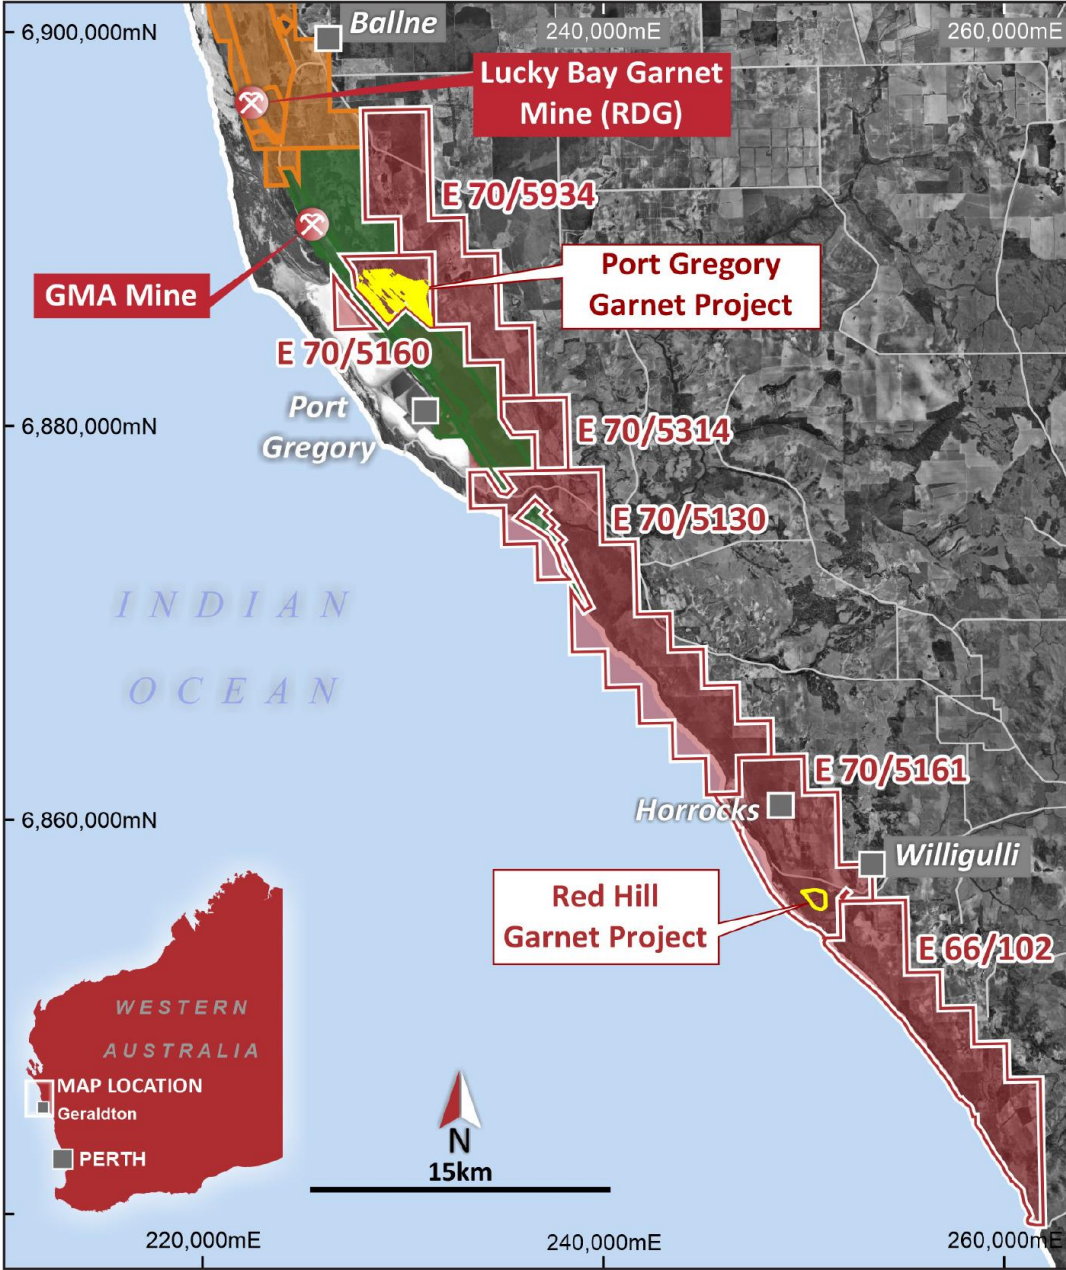 6,900,000mN
Ballne
240,000mE
260,000mE
Lucky Bay Garnet
Mine (RDG)
E 70/5934
GMA Mine
Port Gregory
Garnet Project
E 70/5160
Port
Gregory
6,880,000mN
E 70/5314
E 70/5130
INDIAN
OCEAN
E 70/5161
Horrocks
6,860,000mN
Willigulli
Red Hill
Garnet Project
E 66/102
WESTERN
AUSTRALIA
MAP LOCATION
Geraldton
PERTH
N
15km
220,000mE
240,000mE
260,000mE